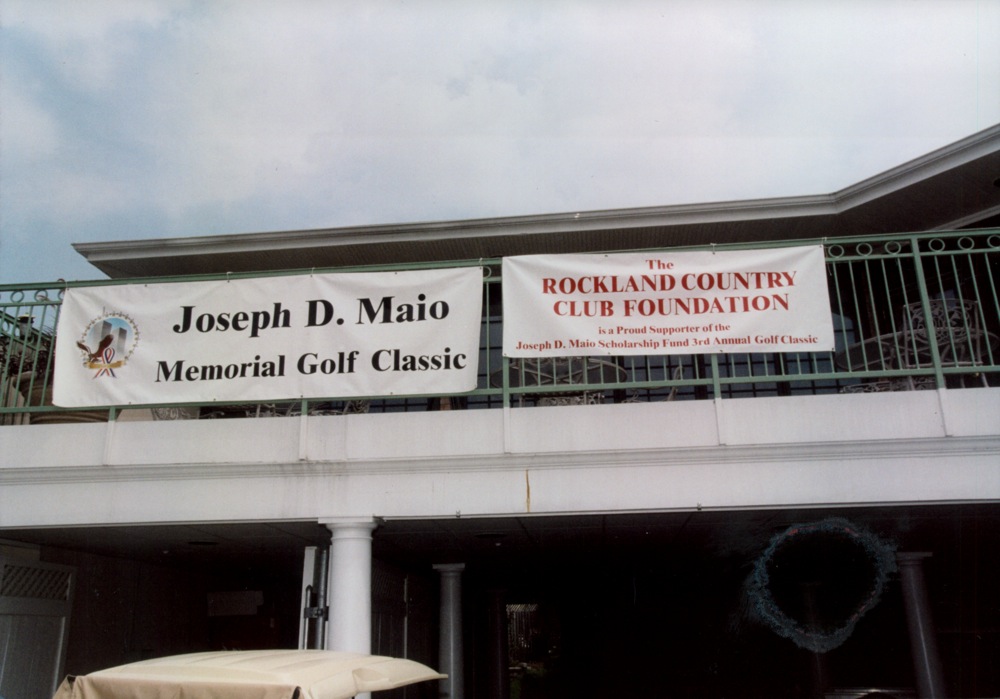 Joseph D. Maio
Memorial Golf Classic
The
ROCKLAND COUNTRY
CLUB FOUNDATION
is a Proud Supporter of the
Joseph D. Maio Scholarship Fund 3rd Annual Golf Classic